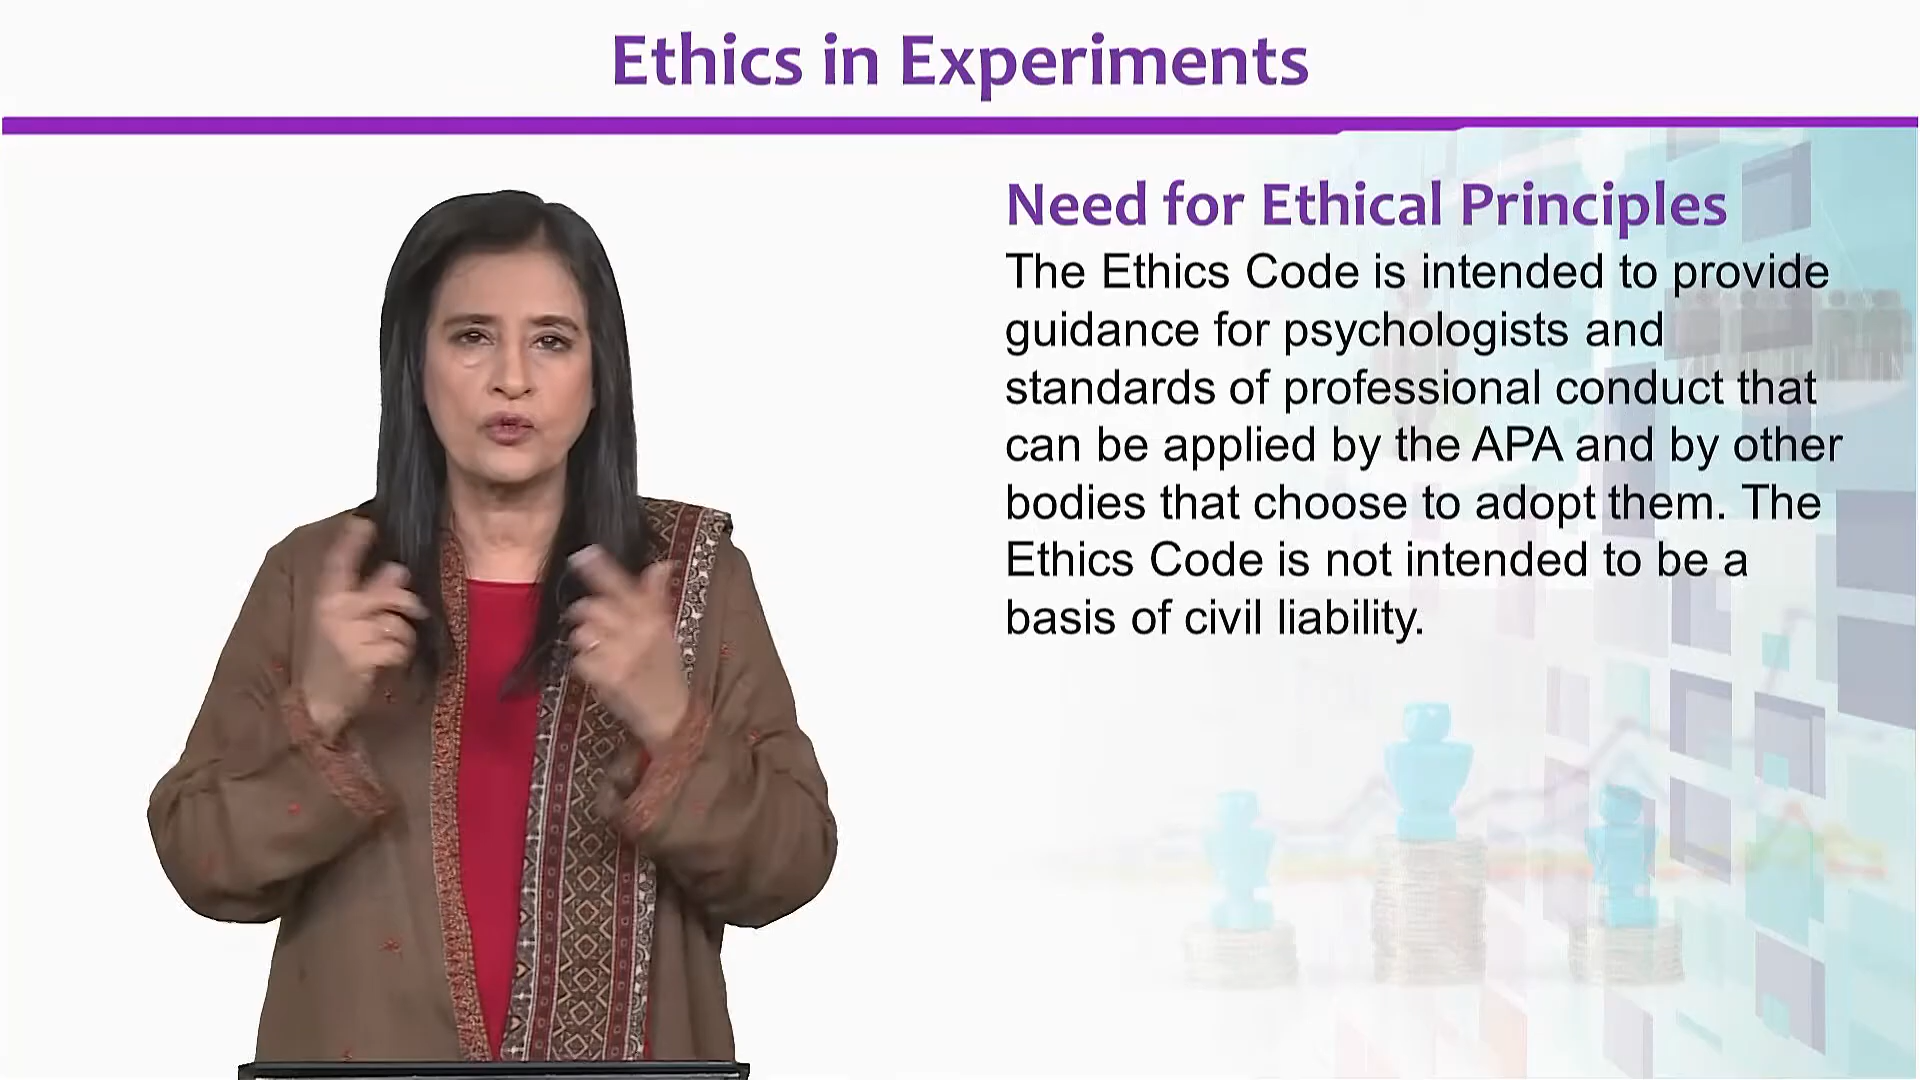 Ethics in Experiments
Need for Ethical Principles
The Ethics Code is intended to provide
guidance for psychologists and
standards of professional conduct that
can be applied by the APA and by other
bodies that choose to adopt them. The
Ethics Code is not intended to be a
basis of civil liability.